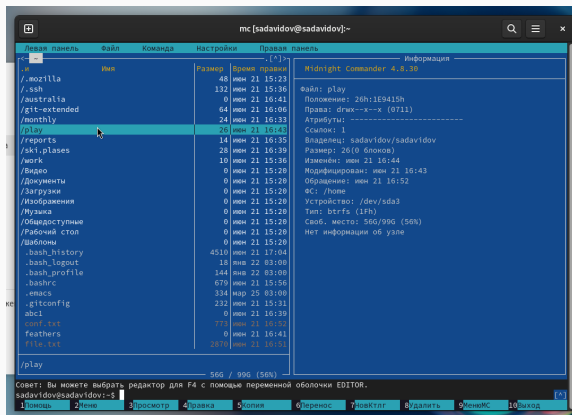 mc [sadavidov@sadavidov]:~
Левая панель Файл Команда Настройки Правая панель
.[^]>
Информация
.и Имя Размер Время правки
Midnight Commander 4.8.30
/.mozilla 48 июн 21 15:23
/.ssh 132 июн 21 15:36
/australia 0 июн 21 16:41
/git-extended 64 июн 21 16:06
/monthly 24 июн 21 16:33
/play 26 июн 21 16:43
/reports 14 июн 21 16:35
/ski.plases 28 июн 21 16:39
/work 10 июн 21 15:36
/Видео 0 июн 21 15:20
/Документы 0 июн 21 15:20
/Загрузки 0 июн 21 15:20
/Изображения 0 июн 21 15:20
/Музыка 0 июн 21 15:20
/Общедоступные 0 июн 21 15:20
/Рабочий стол 0 июн 21 15:20
/Шаблоны 0 июн 21 15:20
.bash_history 4510 июн 21 17:04
.bash_logout 18 янв 22 03:00
.bash_profile 144 янв 22 03:00
.bashrc 679 июн 21 15:56
.emacs 334 мар 25 03:00
.gitconfig 232 июн 21 15:31
abc1 0 июн 21 16:39
conf.txt 773 июн 21 16:52
feathers 0 июн 21 16:41
file.txt 2870 июн 21 16:51
Файл: play
Положение: 26h:1E9415h
Права: drwx--x--x (0711)
Атрибуты: ----------------------
Ссылок: 1
Владелец: sadavidov/sadavidov
Размер: 26(0 блоков)
Изменён: июн 21 16:44
Модифицирован: июн 21 16:43
Обращение: июн 21 16:52
ФС: /home
Устройство: /dev/sda3
Тип: btrfs (1Fh)
Своб. место: 56G/99G (56%)
Нет информации об узле
/play
56G / 99G (56%)
Совет: Вы можете выбрать редактор для F4 с помощью переменной оболочки EDITOR.
sadavidov@sadavidov:~$ [^]
1Помощь 2Меню 3Просмотр 4Правка 5Копия 6Перенос 7НовКтлг 8Удалить 9МенюMC 10Выход